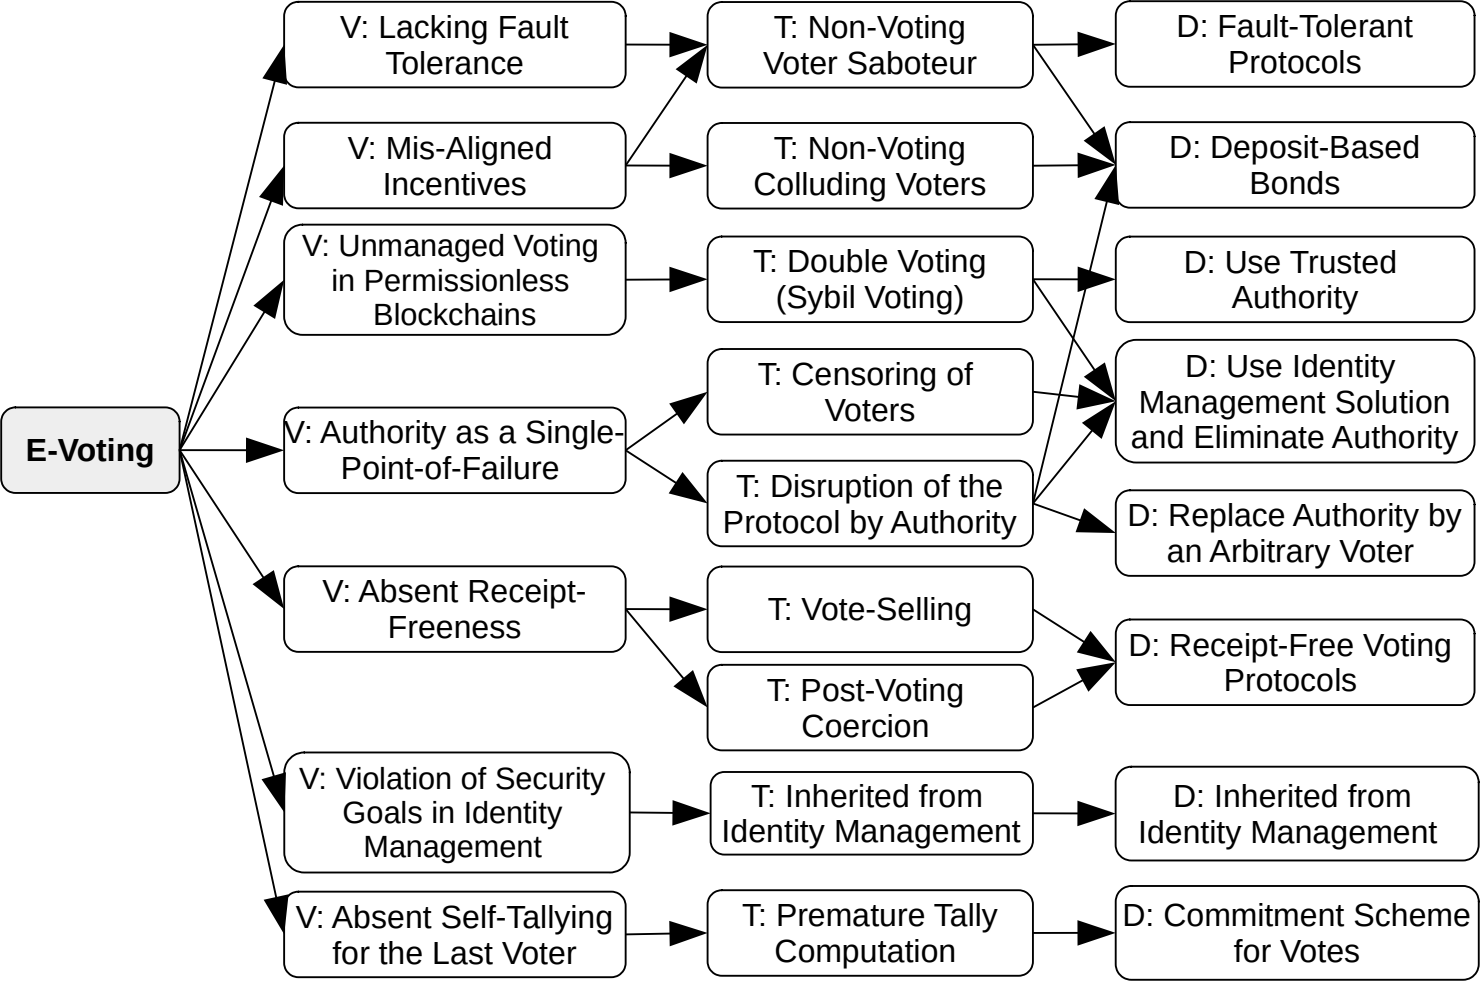 E-Voting
V: Lacking Fault
Tolerance
V: Mis-Aligned
Incentives
V: Unmanaged Voting
in Permissionless
Blockchains
V: Authority as a Single-
Point-of-Failure
V: Absent Receipt-
Freeness
V: Violation of Security
Goals in Identity
Management
V: Absent Self-Tallying
for the Last Voter
T: Non-Voting
Voter Saboteur
T: Non-Voting
Colluding Voters
T: Double Voting
(Sybil Voting)
T: Censoring of
Voters
T: Disruption of the
Protocol by Authority
T: Vote-Selling
T: Post-Voting
Coercion
T: Inherited from
Identity Management
T: Premature Tally
Computation
D: Fault-Tolerant
Protocols
D: Deposit-Based
Bonds
D: Use Trusted
Authority
D: Use Identity
Management Solution
and Eliminate Authority
D: Replace Authority by
an Arbitrary Voter
D: Receipt-Free Voting
Protocols
D: Inherited from
Identity Management
D: Commitment Scheme
for Votes